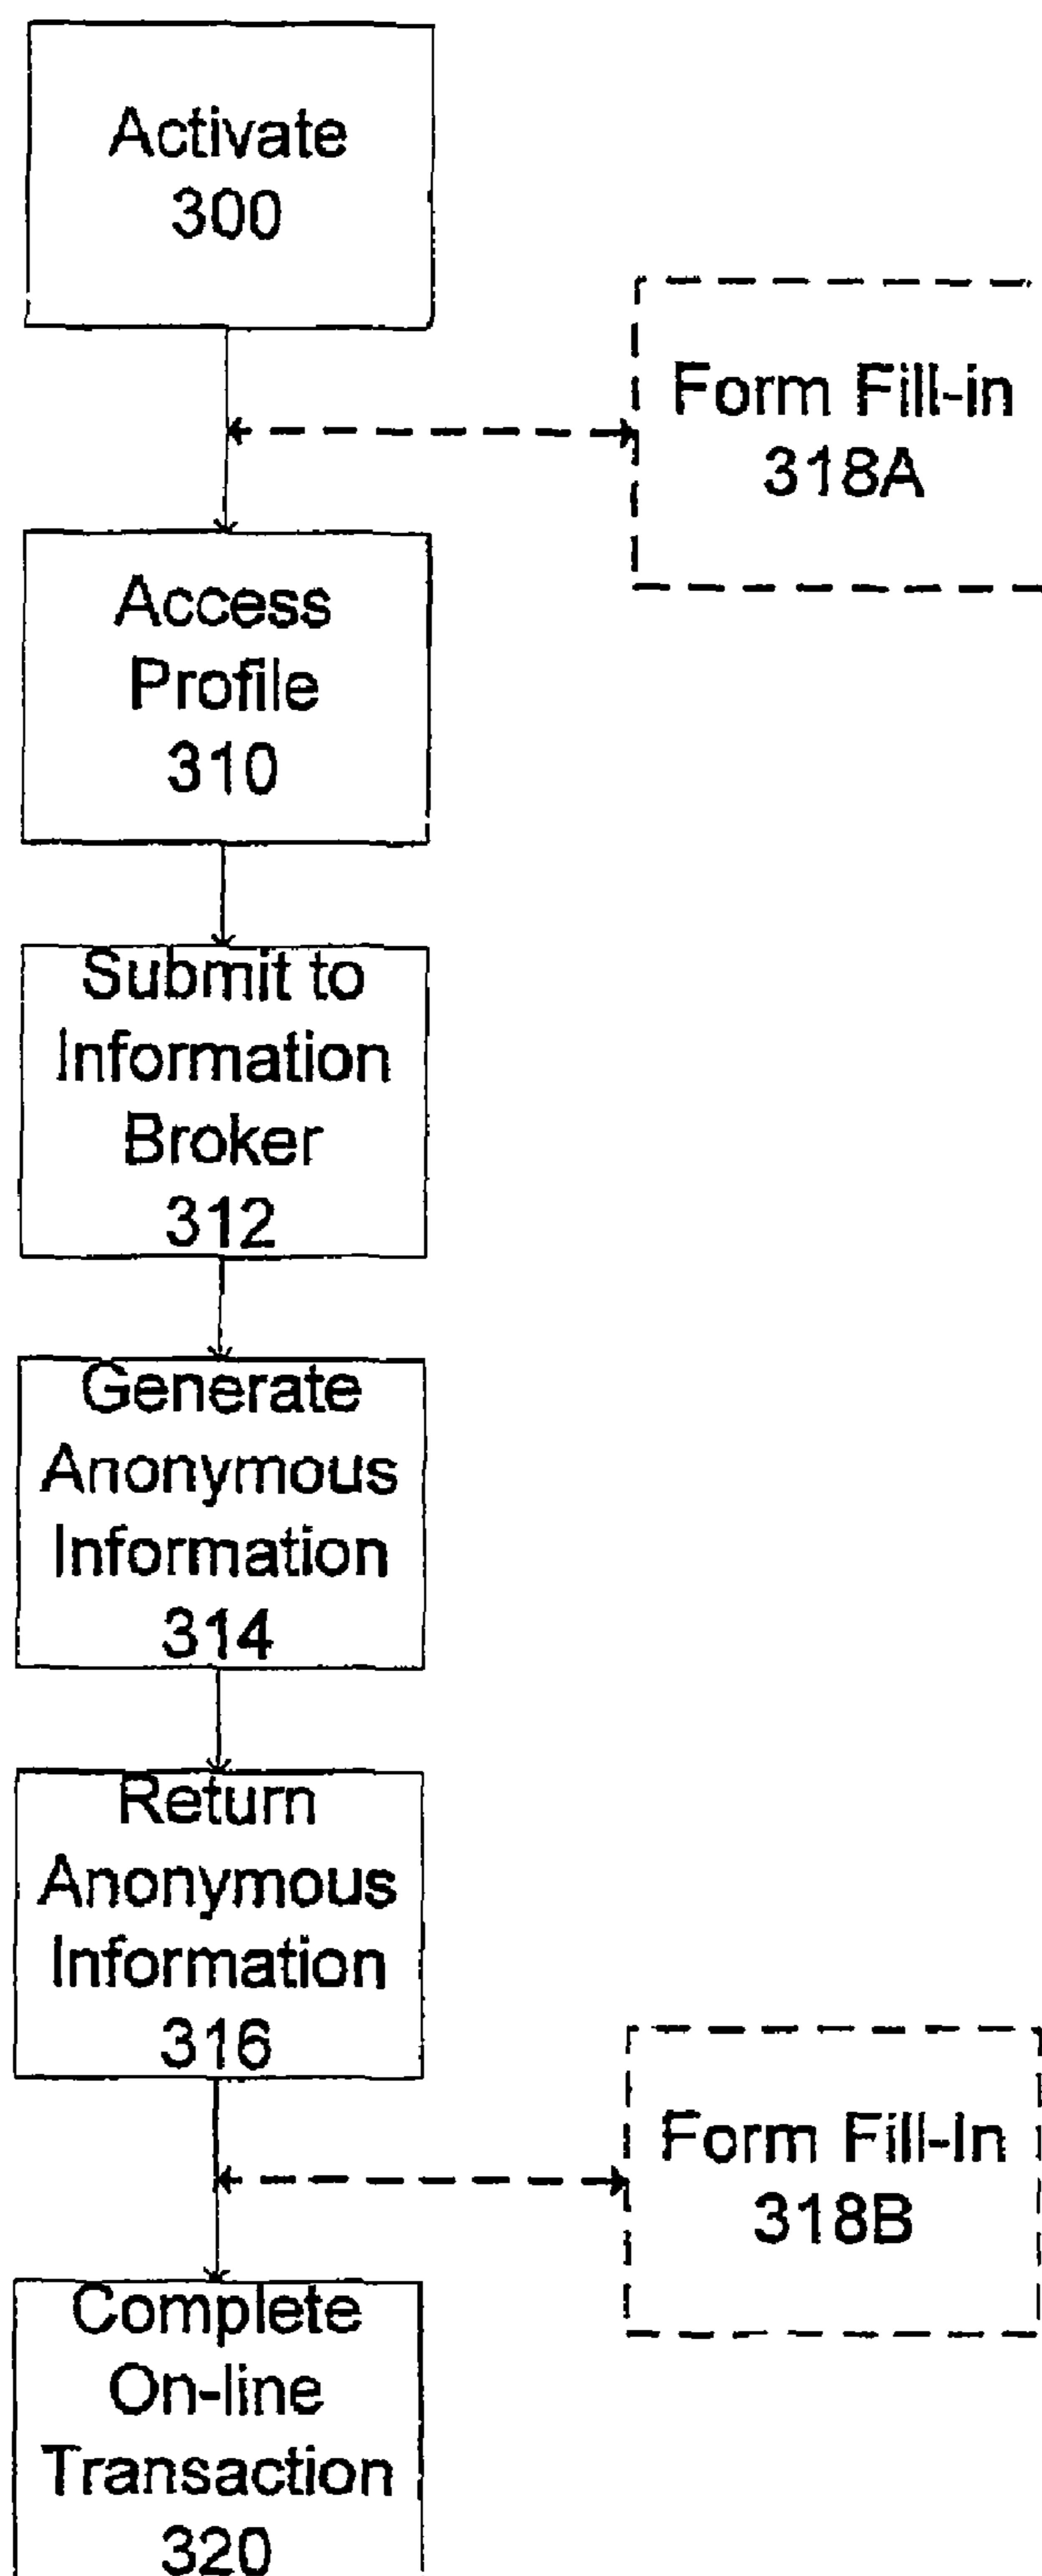 Activate
300
Form Fill-in
318A
Access
Profile
310
Submit to
Information
Broker
312
Generate
Anonymous
Information
314
Return
Anonymous
Information
316
Form Fill-In
318B
Complete
On-line
Transaction
320